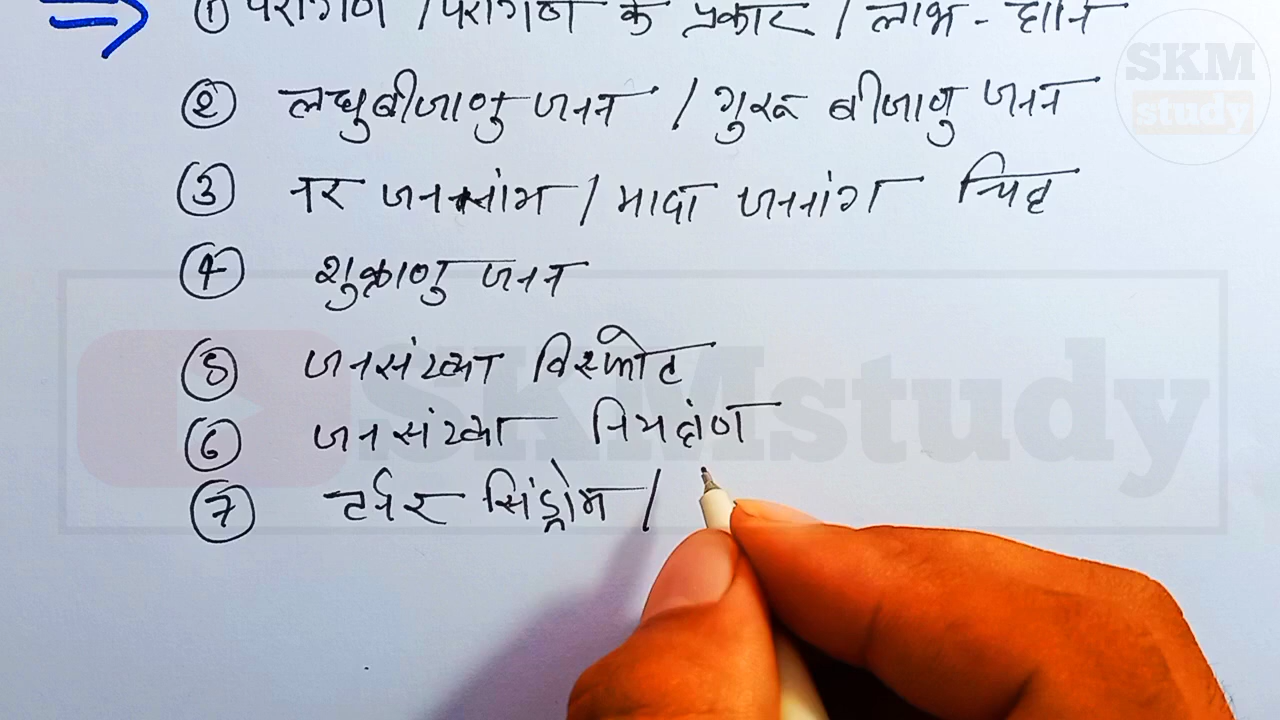 ① परागण / परागण के प्रकार / लाभ - हानि
SKM
study
② लघुबीजाणु जनन / गुरु बीजाणु जनन
③ नर जननांग / मादा जननांग चित्र
④ शुक्राणु जनन
⑤ जनसंख्या विस्फोट
SKMstudy
⑥ जनसंख्या नियंत्रण
⑦ टर्नर सिंड्रोम /